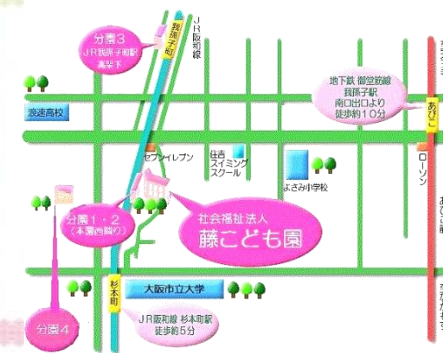 分園3
JR我孫子町駅
高架下
我孫子町
JR阪和線
地下鉄 御堂筋線
我孫子駅
南口出口より
徒歩約10分
あびこ
浪速高校
セブンイレブン
住吉
スイミング
スクール
よさみ小学校
ローソン
分園1・2
(本園西隣り)
社会福祉法人
藤こども園
杉本町
大阪市立大学
JR阪和線 杉本町駅
徒歩約5分
分園4